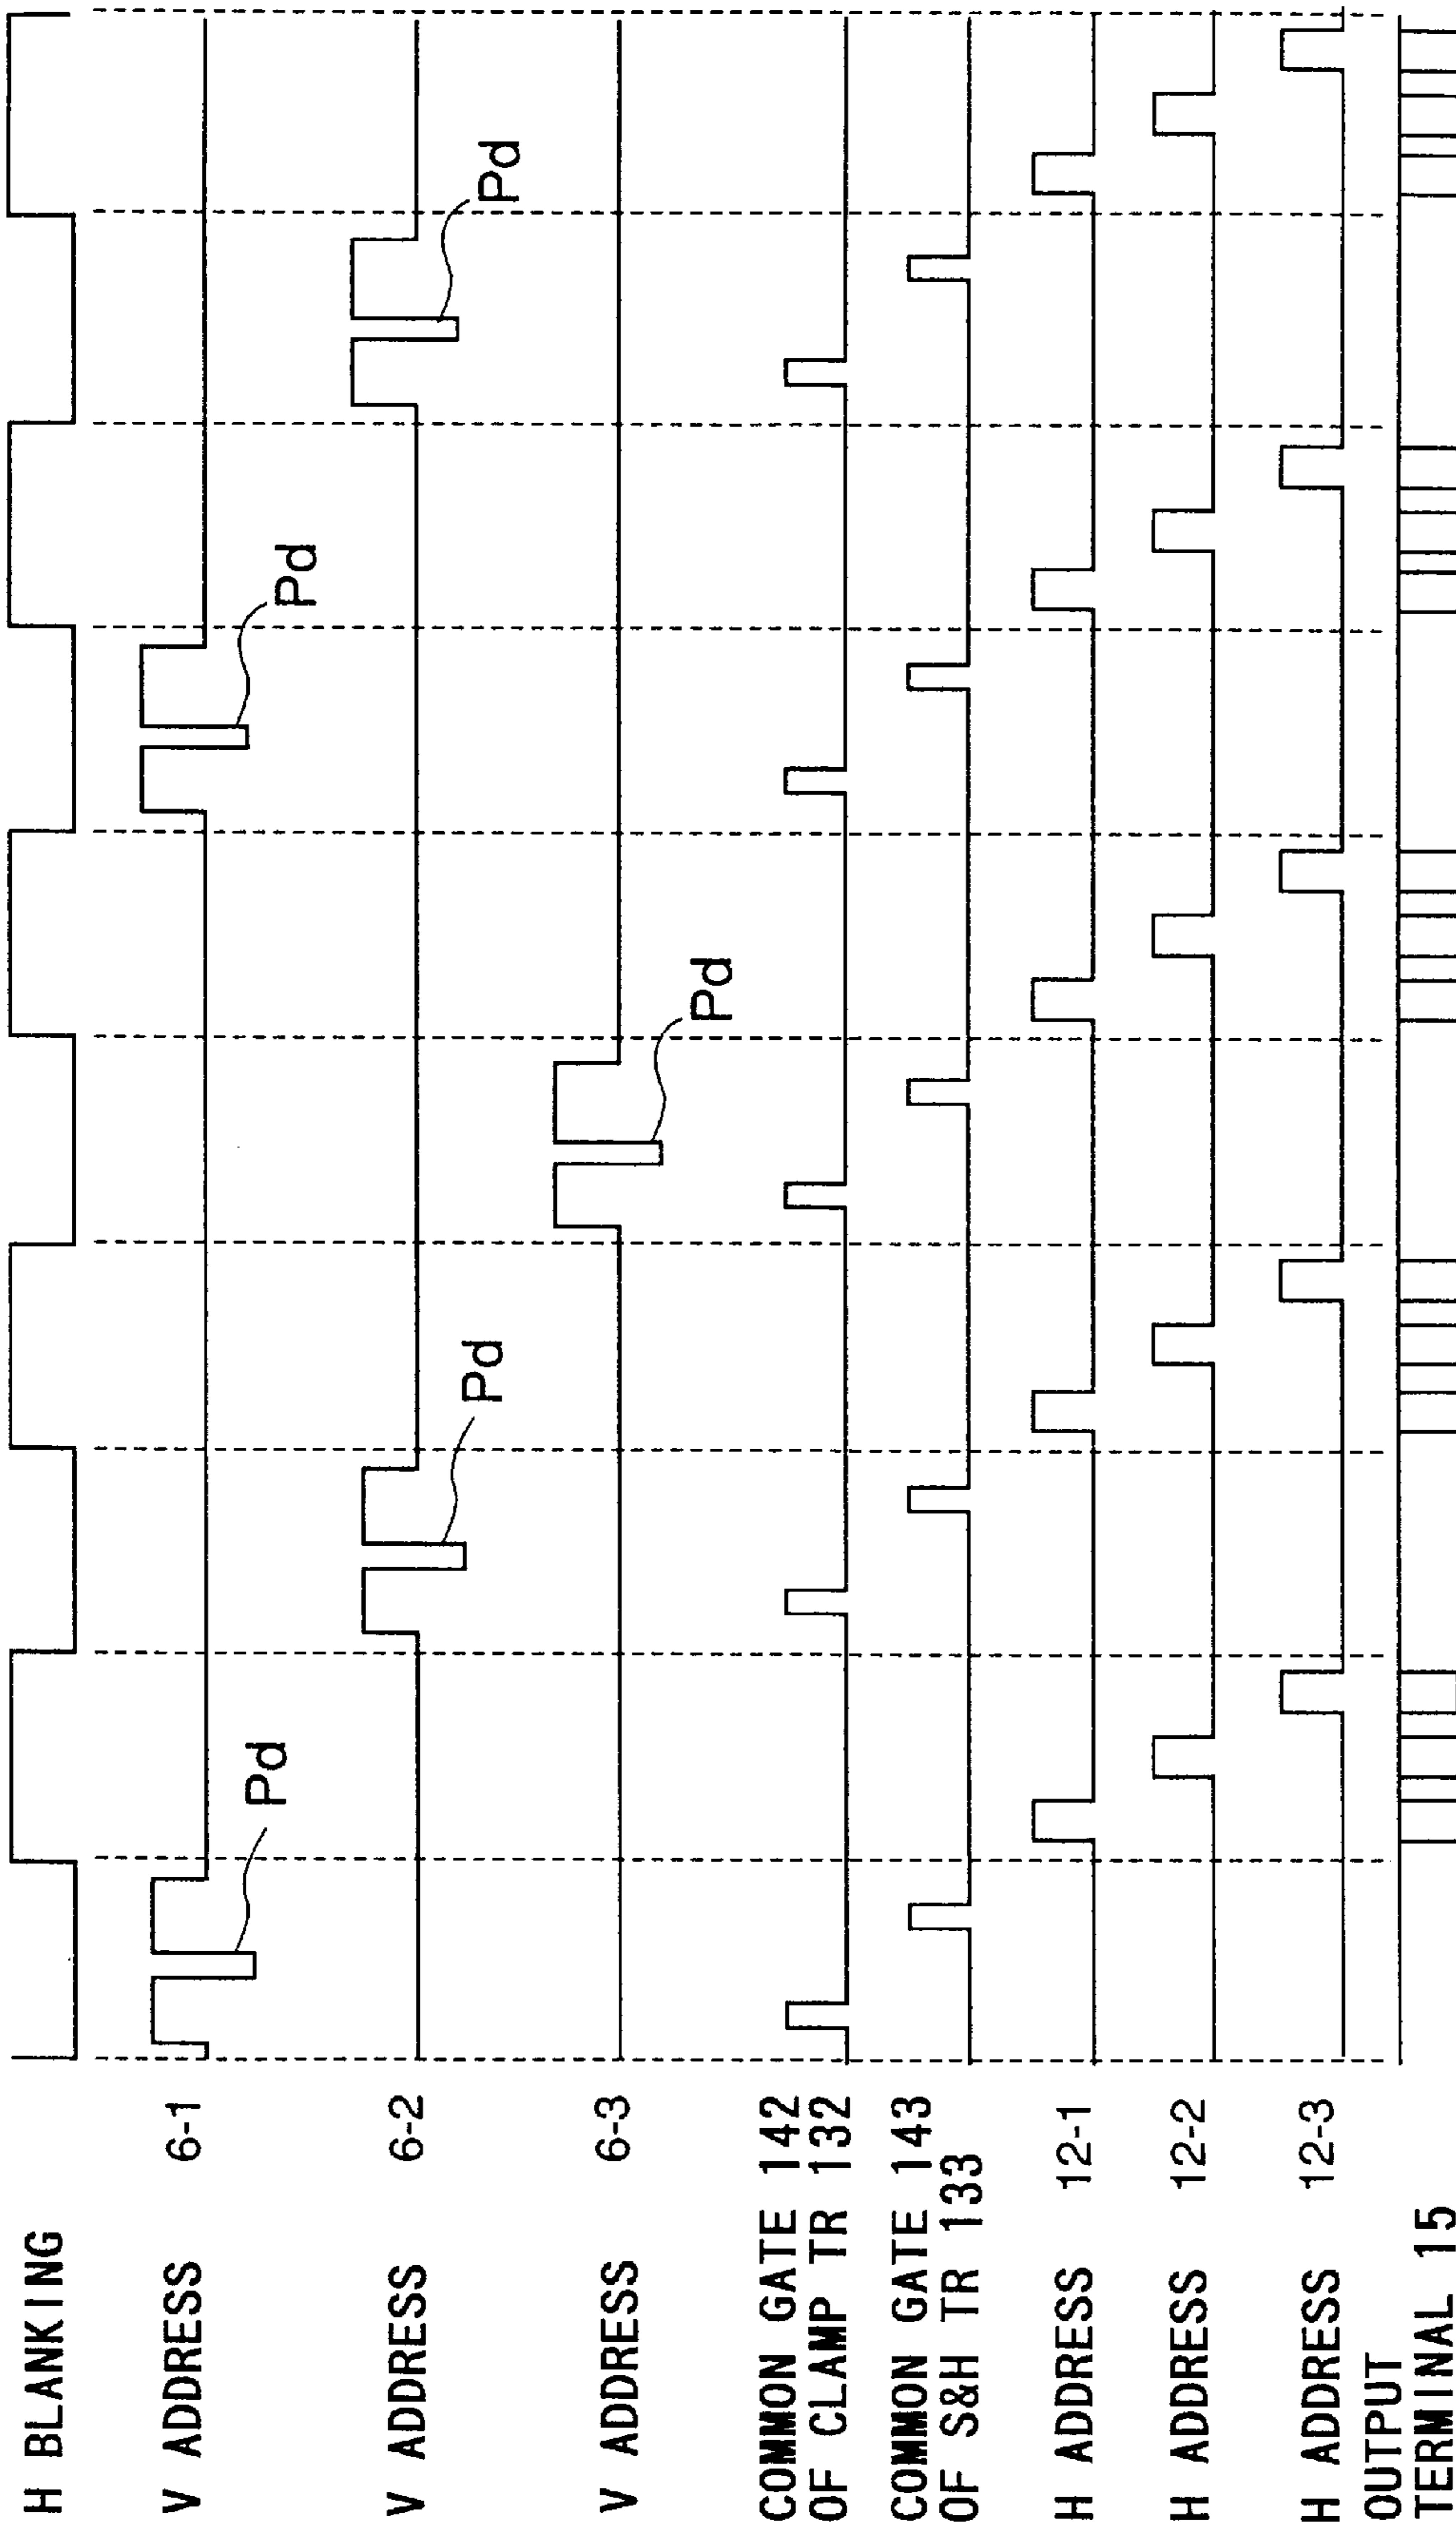 H BLANKING
V ADDRESS 6-1
V ADDRESS 6-2
V ADDRESS 6-3
COMMON GATE 142
OF CLAMP TR 132
COMMON GATE 143
OF S&H TR 133
H ADDRESS 12-1
H ADDRESS 12-2
H ADDRESS 12-3
OUTPUT
TERMINAL 15
Pd
Pd
Pd
Pd
Pd